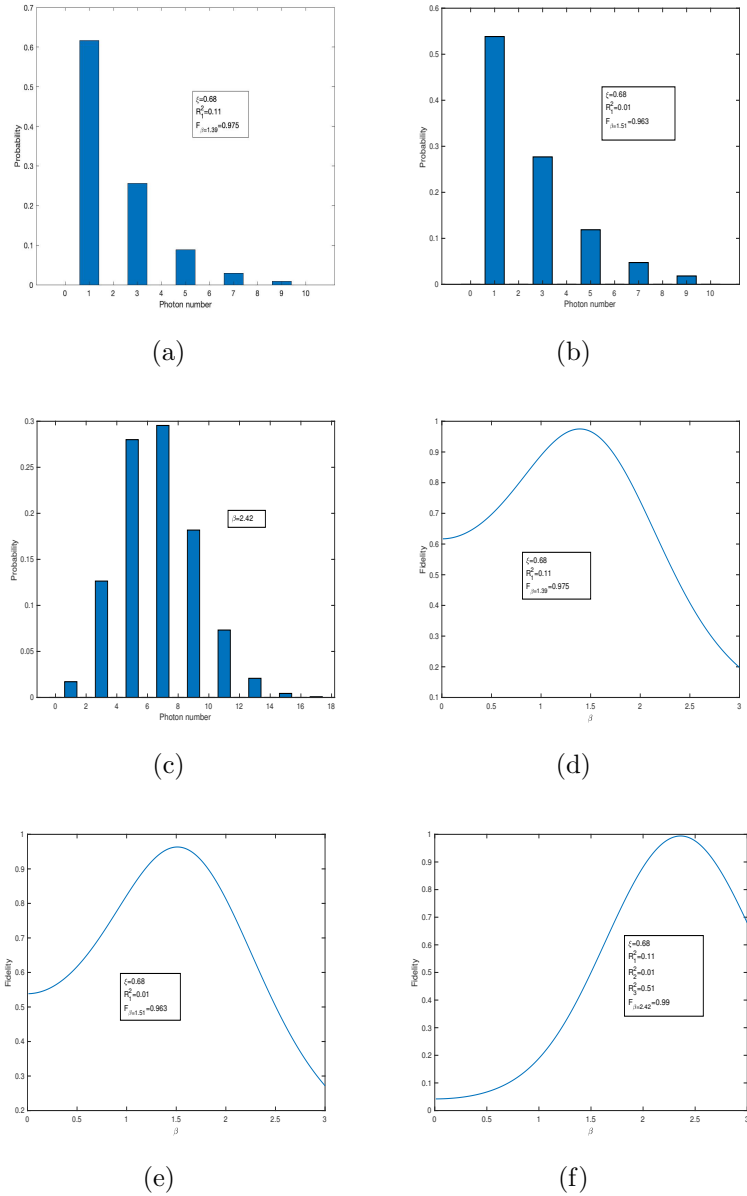 0.7
0.6
0.5
0.4
0.3
0.2
0.1
0
Probability
ξ=0.68
R₁²=0.11
F_β=1.39=0.975
0 1 2 3 4 5 6 7 8 9 10
Photon number
(a)
0.6
0.5
0.4
0.3
0.2
0.1
0
Probability
ξ=0.68
R₁²=0.01
F_β=1.51=0.963
0 1 2 3 4 5 6 7 8 9 10
Photon number
(b)
0.3
0.25
0.2
0.15
0.1
0.05
0
Probability
β=2.42
0 2 4 6 8 10 12 14 16 18
Photon number
(c)
1
0.9
0.8
0.7
0.6
0.5
0.4
0.3
0.2
0.1
Fidelity
ξ=0.68
R₁²=0.11
F_β=1.39=0.975
0 0.5 1 1.5 2 2.5 3
β
(d)
1
0.9
0.8
0.7
0.6
0.5
0.4
0.3
0.2
Fidelity
ξ=0.68
R₁²=0.01
F_β=1.51=0.963
0 0.5 1 1.5 2 2.5 3
β
(e)
1
0.9
0.8
0.7
0.6
0.5
0.4
0.3
0.2
0.1
0
Fidelity
ξ=0.68
R₁²=0.11
R₂²=0.01
R₃²=0.51
F_β=2.42=0.99
0 0.5 1 1.5 2 2.5 3
β
(f)